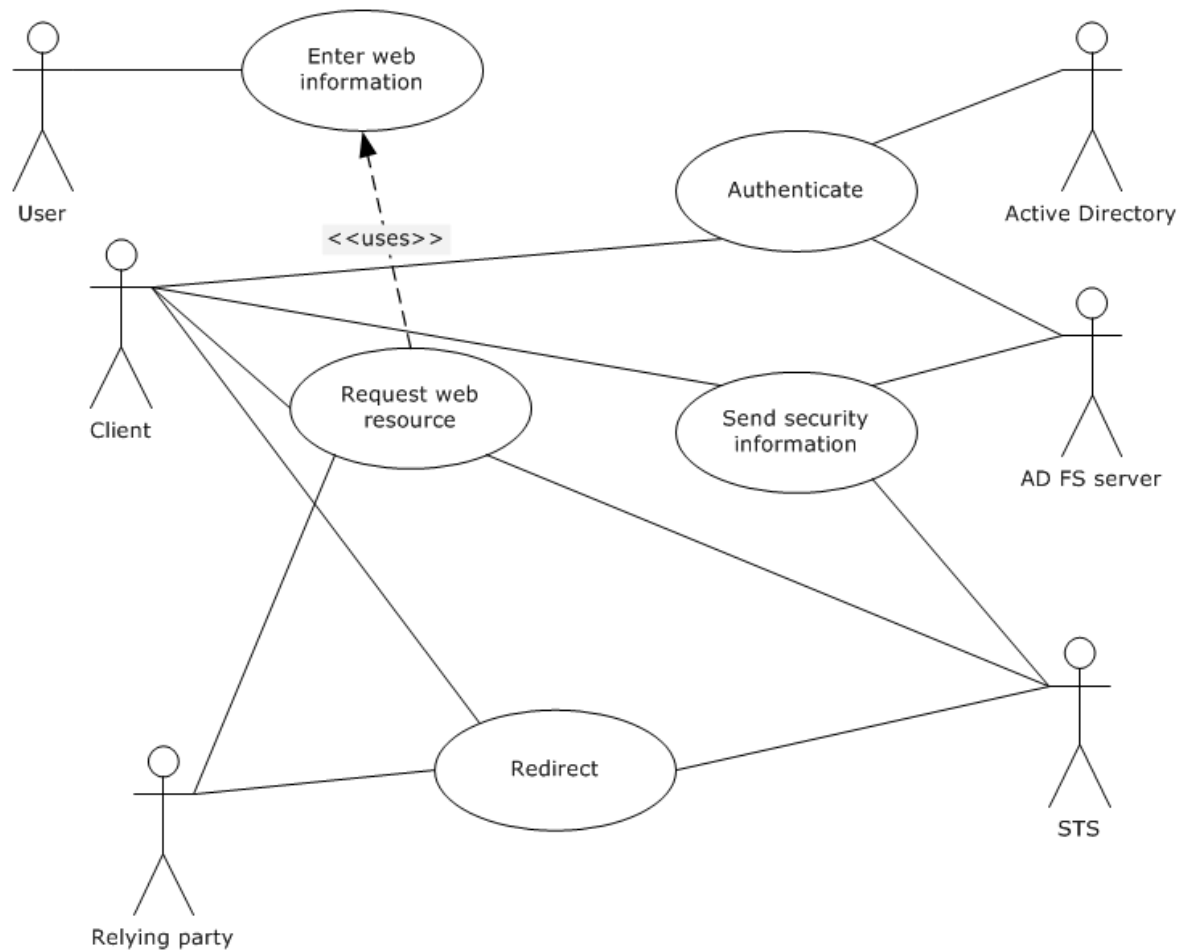 Enter web
information
User
Authenticate
Active Directory
<<uses>>
Client
Request web
resource
Send security
information
AD FS server
Redirect
STS
Relying party